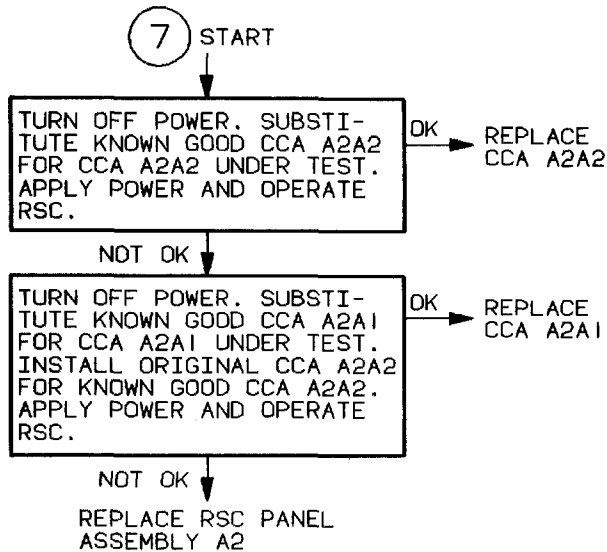 7 START
TURN OFF POWER. SUBSTI-
TUTE KNOWN GOOD CCA A2A2
FOR CCA A2A2 UNDER TEST.
APPLY POWER AND OPERATE
RSC.
OK
REPLACE
CCA A2A2
NOT OK
TURN OFF POWER. SUBSTI-
TUTE KNOWN GOOD CCA A2A1
FOR CCA A2A1 UNDER TEST.
INSTALL ORIGINAL CCA A2A2
FOR KNOWN GOOD CCA A2A2.
APPLY POWER AND OPERATE
RSC.
OK
REPLACE
CCA A2A1
NOT OK
REPLACE RSC PANEL
ASSEMBLY A2